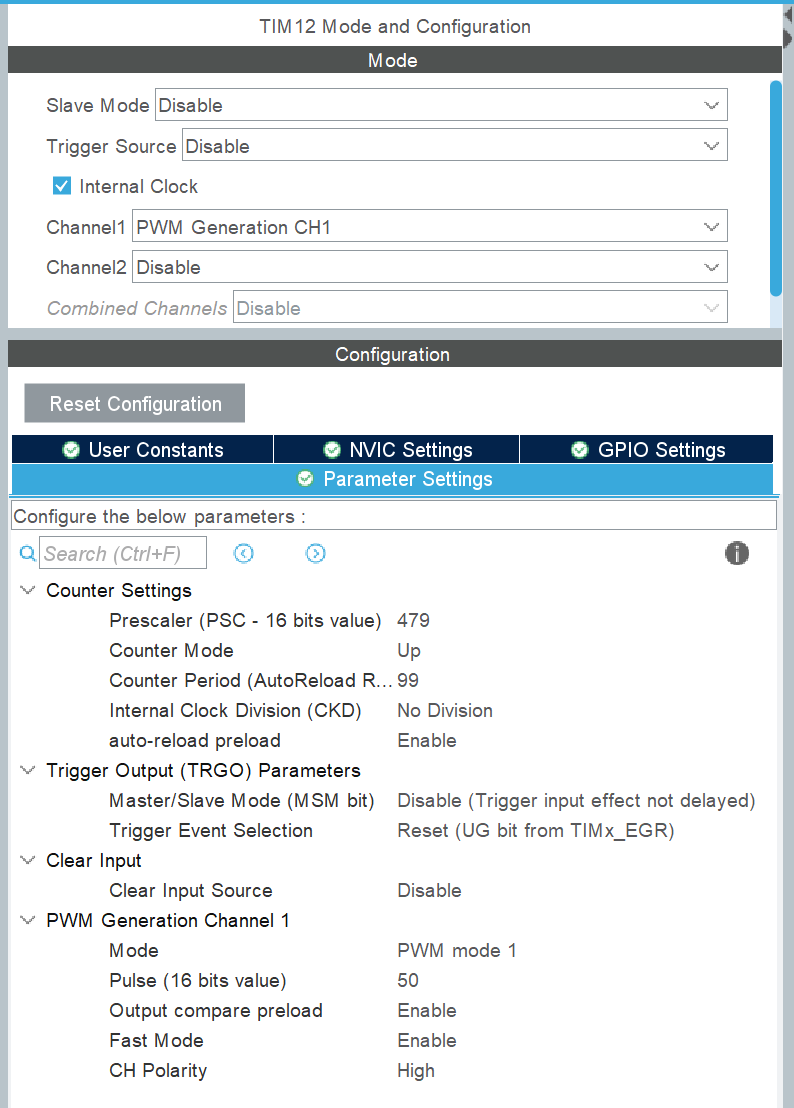 TIM12 Mode and Configuration
Mode
Slave Mode Disable
Trigger Source Disable
Internal Clock
Channel1 PWM Generation CH1
Channel2 Disable
Combined Channels Disable
Configuration
Reset Configuration
User Constants NVIC Settings GPIO Settings
Parameter Settings
Configure the below parameters :
Search (Ctrl+F)
Counter Settings
Prescaler (PSC - 16 bits value) 479
Counter Mode Up
Counter Period (AutoReload R... 99
Internal Clock Division (CKD) No Division
auto-reload preload Enable
Trigger Output (TRGO) Parameters
Master/Slave Mode (MSM bit) Disable (Trigger input effect not delayed)
Trigger Event Selection Reset (UG bit from TIMx_EGR)
Clear Input
Clear Input Source Disable
PWM Generation Channel 1
Mode PWM mode 1
Pulse (16 bits value) 50
Output compare preload Enable
Fast Mode Enable
CH Polarity High